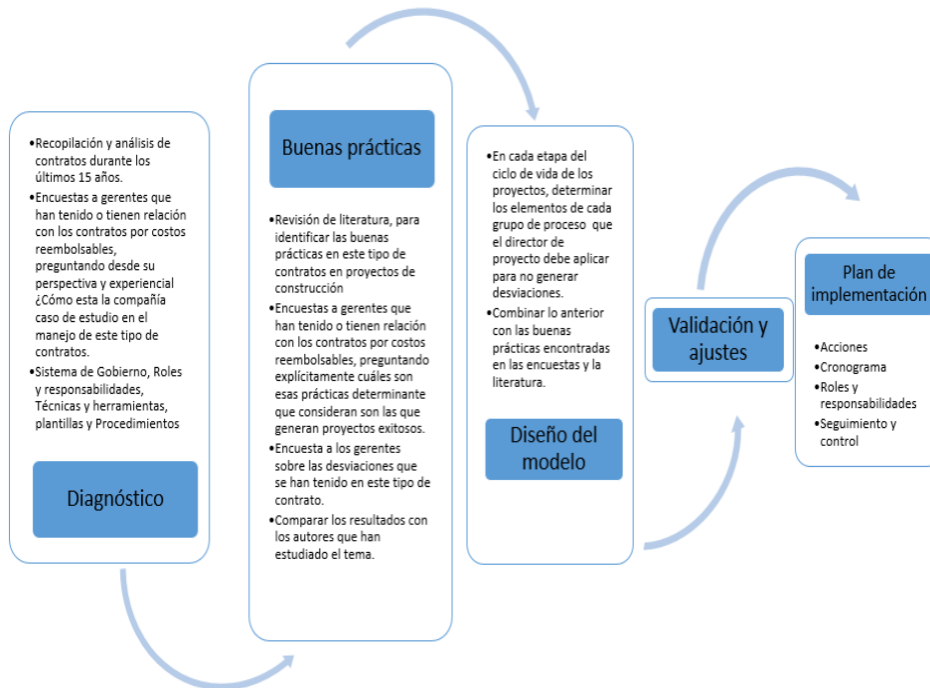 •Recopilación y análisis de
contratos durante los
últimos 15 años.
•Encuestas a gerentes que
han tenido o tienen relación
con los contratos por costos
reembolsables,
preguntando desde su
perspectiva y experiencial
¿Cómo esta la compañía
caso de estudio en el
manejo de este tipo de
contratos.
•Sistema de Gobierno, Roles
y responsabilidades,
Técnicas y herramientas,
plantillas y Procedimientos
Diagnóstico
Buenas prácticas
•Revisión de literatura, para
identificar las buenas
prácticas en este tipo de
contratos en proyectos de
construcción
•Encuestas a gerentes que
han tenido o tienen relación
con los contratos por costos
reembolsables, preguntando
explícitamente cuáles son
esas prácticas determinante
que consideran son las que
generan proyectos exitosos.
•Encuesta a los gerentes
sobre las desviaciones que
se han tenido en este tipo de
contrato.
•Comparar los resultados con
los autores que han
estudiado el tema.
•En cada etapa del
ciclo de vida de los
proyectos, determinar
los elementos de cada
grupo de proceso que
el director de
proyecto debe aplicar
para no generar
desviaciones.
•Combinar lo anterior
con las buenas
prácticas encontradas
en las encuestas y la
literatura.
Diseño del
modelo
Validación y
ajustes
Plan de
implementación
•Acciones
•Cronograma
•Roles y
responsabilidades
•Seguimiento y
control